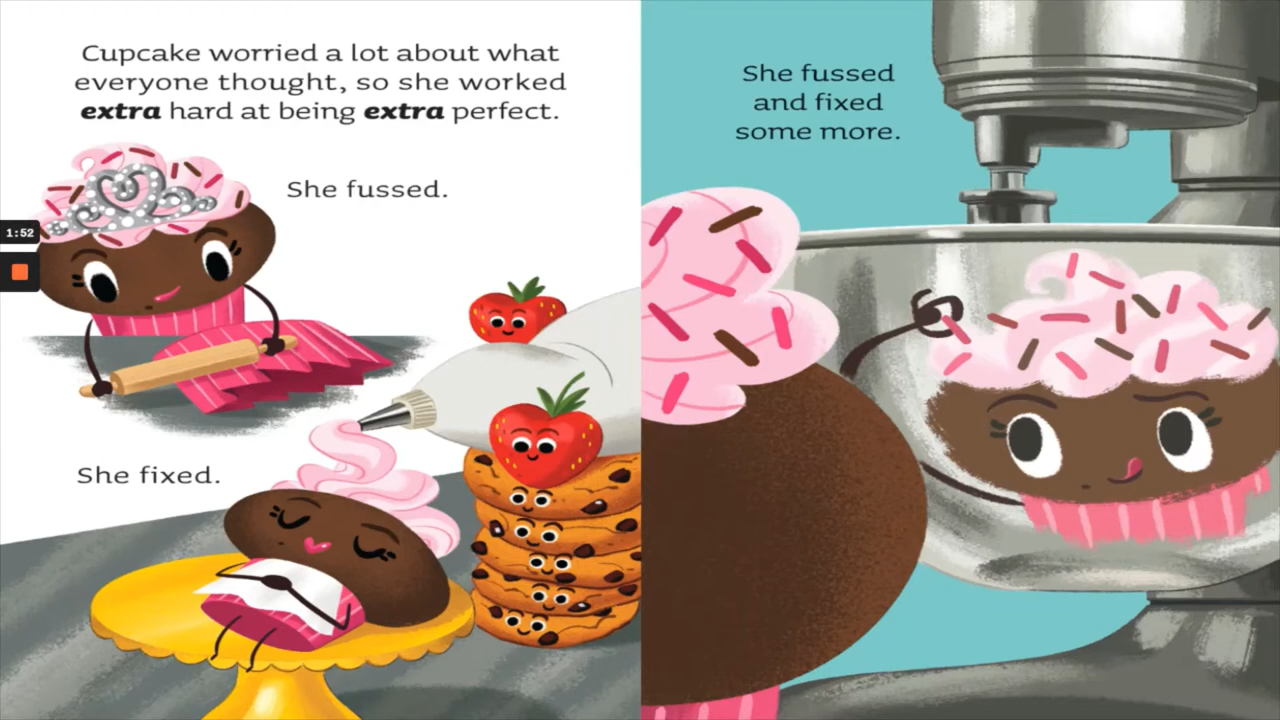 Cupcake worried a lot about what
everyone thought, so she worked
extra hard at being extra perfect.
She fussed.
1:52
She fixed.
She fussed
and fixed
some more.